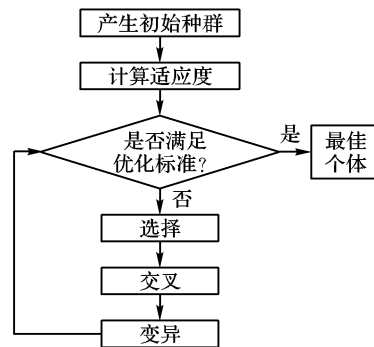 产生初始种群
计算适应度
是否满足
优化标准？
是
最佳
个体
否
选择
交叉
变异